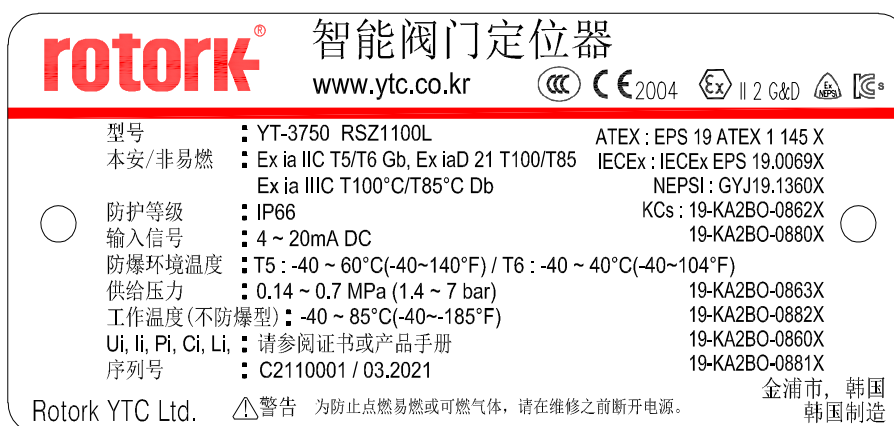 rotork® 智能阀门定位器
www.ytc.co.kr CCC CE2004 Ex II 2 G&D Ex NEPSI s
型号 : YT-3750 RSZ1100L ATEX : EPS 19 ATEX 1 145 X
本安/非易燃 : Ex ia IIC T5/T6 Gb, Ex iaD 21 T100/T85 IECEx : IECEx EPS 19.0069X
Ex ia IIIC T100°C/T85°C Db NEPSI : GYJ19.1360X
防护等级 : IP66 KCs : 19-KA2BO-0862X
输入信号 : 4 ~ 20mA DC 19-KA2BO-0880X
防爆环境温度 : T5 : -40 ~ 60°C(-40~140°F) / T6 : -40 ~ 40°C(-40~104°F)
供给压力 : 0.14 ~ 0.7 MPa (1.4 ~ 7 bar) 19-KA2BO-0863X
工作温度(不防爆型) : -40 ~ 85°C(-40~-185°F) 19-KA2BO-0882X
Ui, Ii, Pi, Ci, Li, : 请参阅证书或产品手册 19-KA2BO-0860X
序列号 : C2110001 / 03.2021 19-KA2BO-0881X
金浦市, 韩国
Rotork YTC Ltd. 警告 为防止点燃易燃或可燃气体, 请在维修之前断开电源。 韩国制造